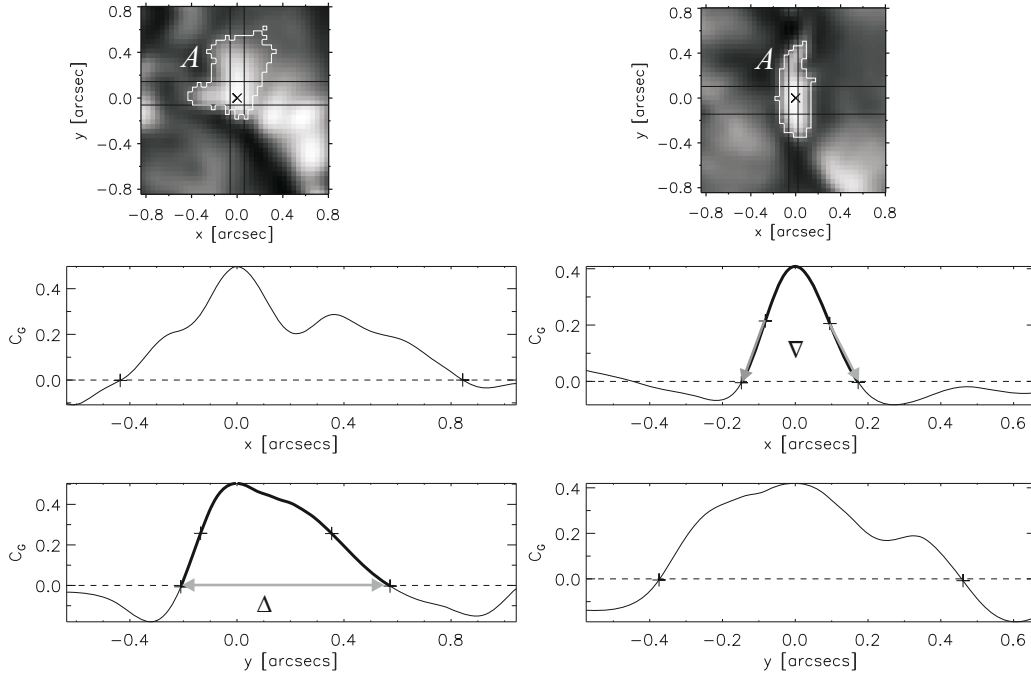 0.8 0.8
0.4 A 0.4 A
0.0 0.0
−0.4 −0.4
−0.8 −0.8
y [arcsec] y [arcsec]
−0.8 −0.4 0.0 0.4 0.8 −0.8 −0.4 0.0 0.4 0.8
x [arcsec] x [arcsec]
0.4
0.2
0.0
C_G
−0.4 0.0 0.4 0.8
x [arcsecs]
0.4
0.2
0.0
C_G
∇
−0.4 −0.2 0.0 0.2 0.4 0.6
x [arcsecs]
0.4
0.2
0.0
C_G
Δ
−0.4 0.0 0.4 0.8
y [arcsecs]
0.4
0.2
0.0
C_G
−0.4 −0.2 0.0 0.2 0.4 0.6
y [arcsecs]